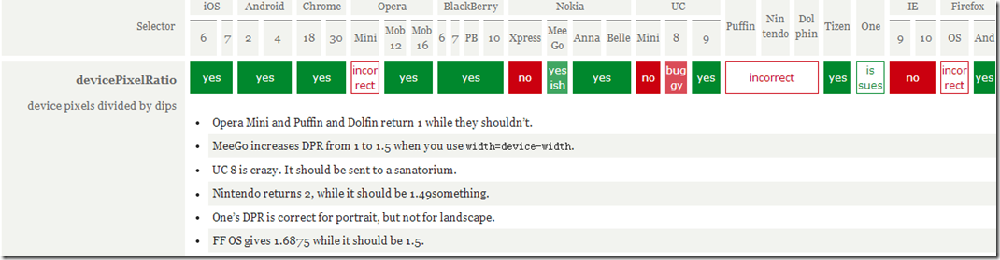 iOS Android Chrome Opera BlackBerry Nokia UC IE Firefox
Selector 6 7 2 4 18 30 Mini Mob 12 Mob 16 6 7 PB 10 Xpress MeeGo Anna Belle Mini 8 9 Puffin Nintendo Dolphin Tizen One 9 10 OS And
devicePixelRatio yes yes yes incorrect yes yes no yesish yes no buggy yes incorrect yes issues no incorrect yes
device pixels divided by dips
• Opera Mini and Puffin and Dolfin return 1 while they shouldn't.
• MeeGo increases DPR from 1 to 1.5 when you use width=device-width.
• UC 8 is crazy. It should be sent to a sanatorium.
• Nintendo returns 2, while it should be 1.49something.
• One's DPR is correct for portrait, but not for landscape.
• FF OS gives 1.6875 while it should be 1.5.